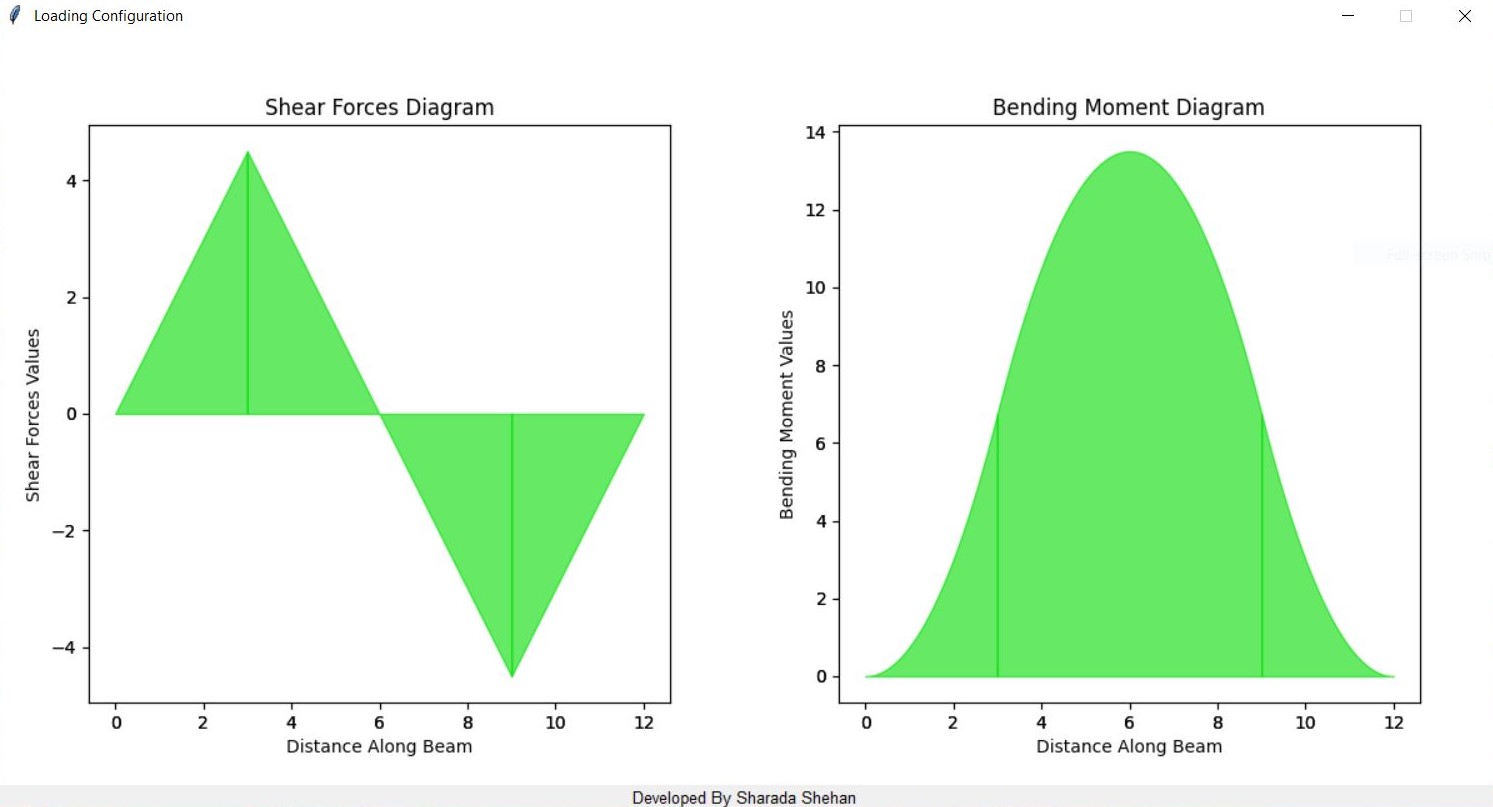 Loading Configuration
Shear Forces Diagram
4
2
0
−2
−4
Shear Forces Values
0 2 4 6 8 10 12
Distance Along Beam
Bending Moment Diagram
14
12
10
8
6
4
2
0
Bending Moment Values
0 2 4 6 8 10 12
Distance Along Beam
Developed By Sharada Shehan